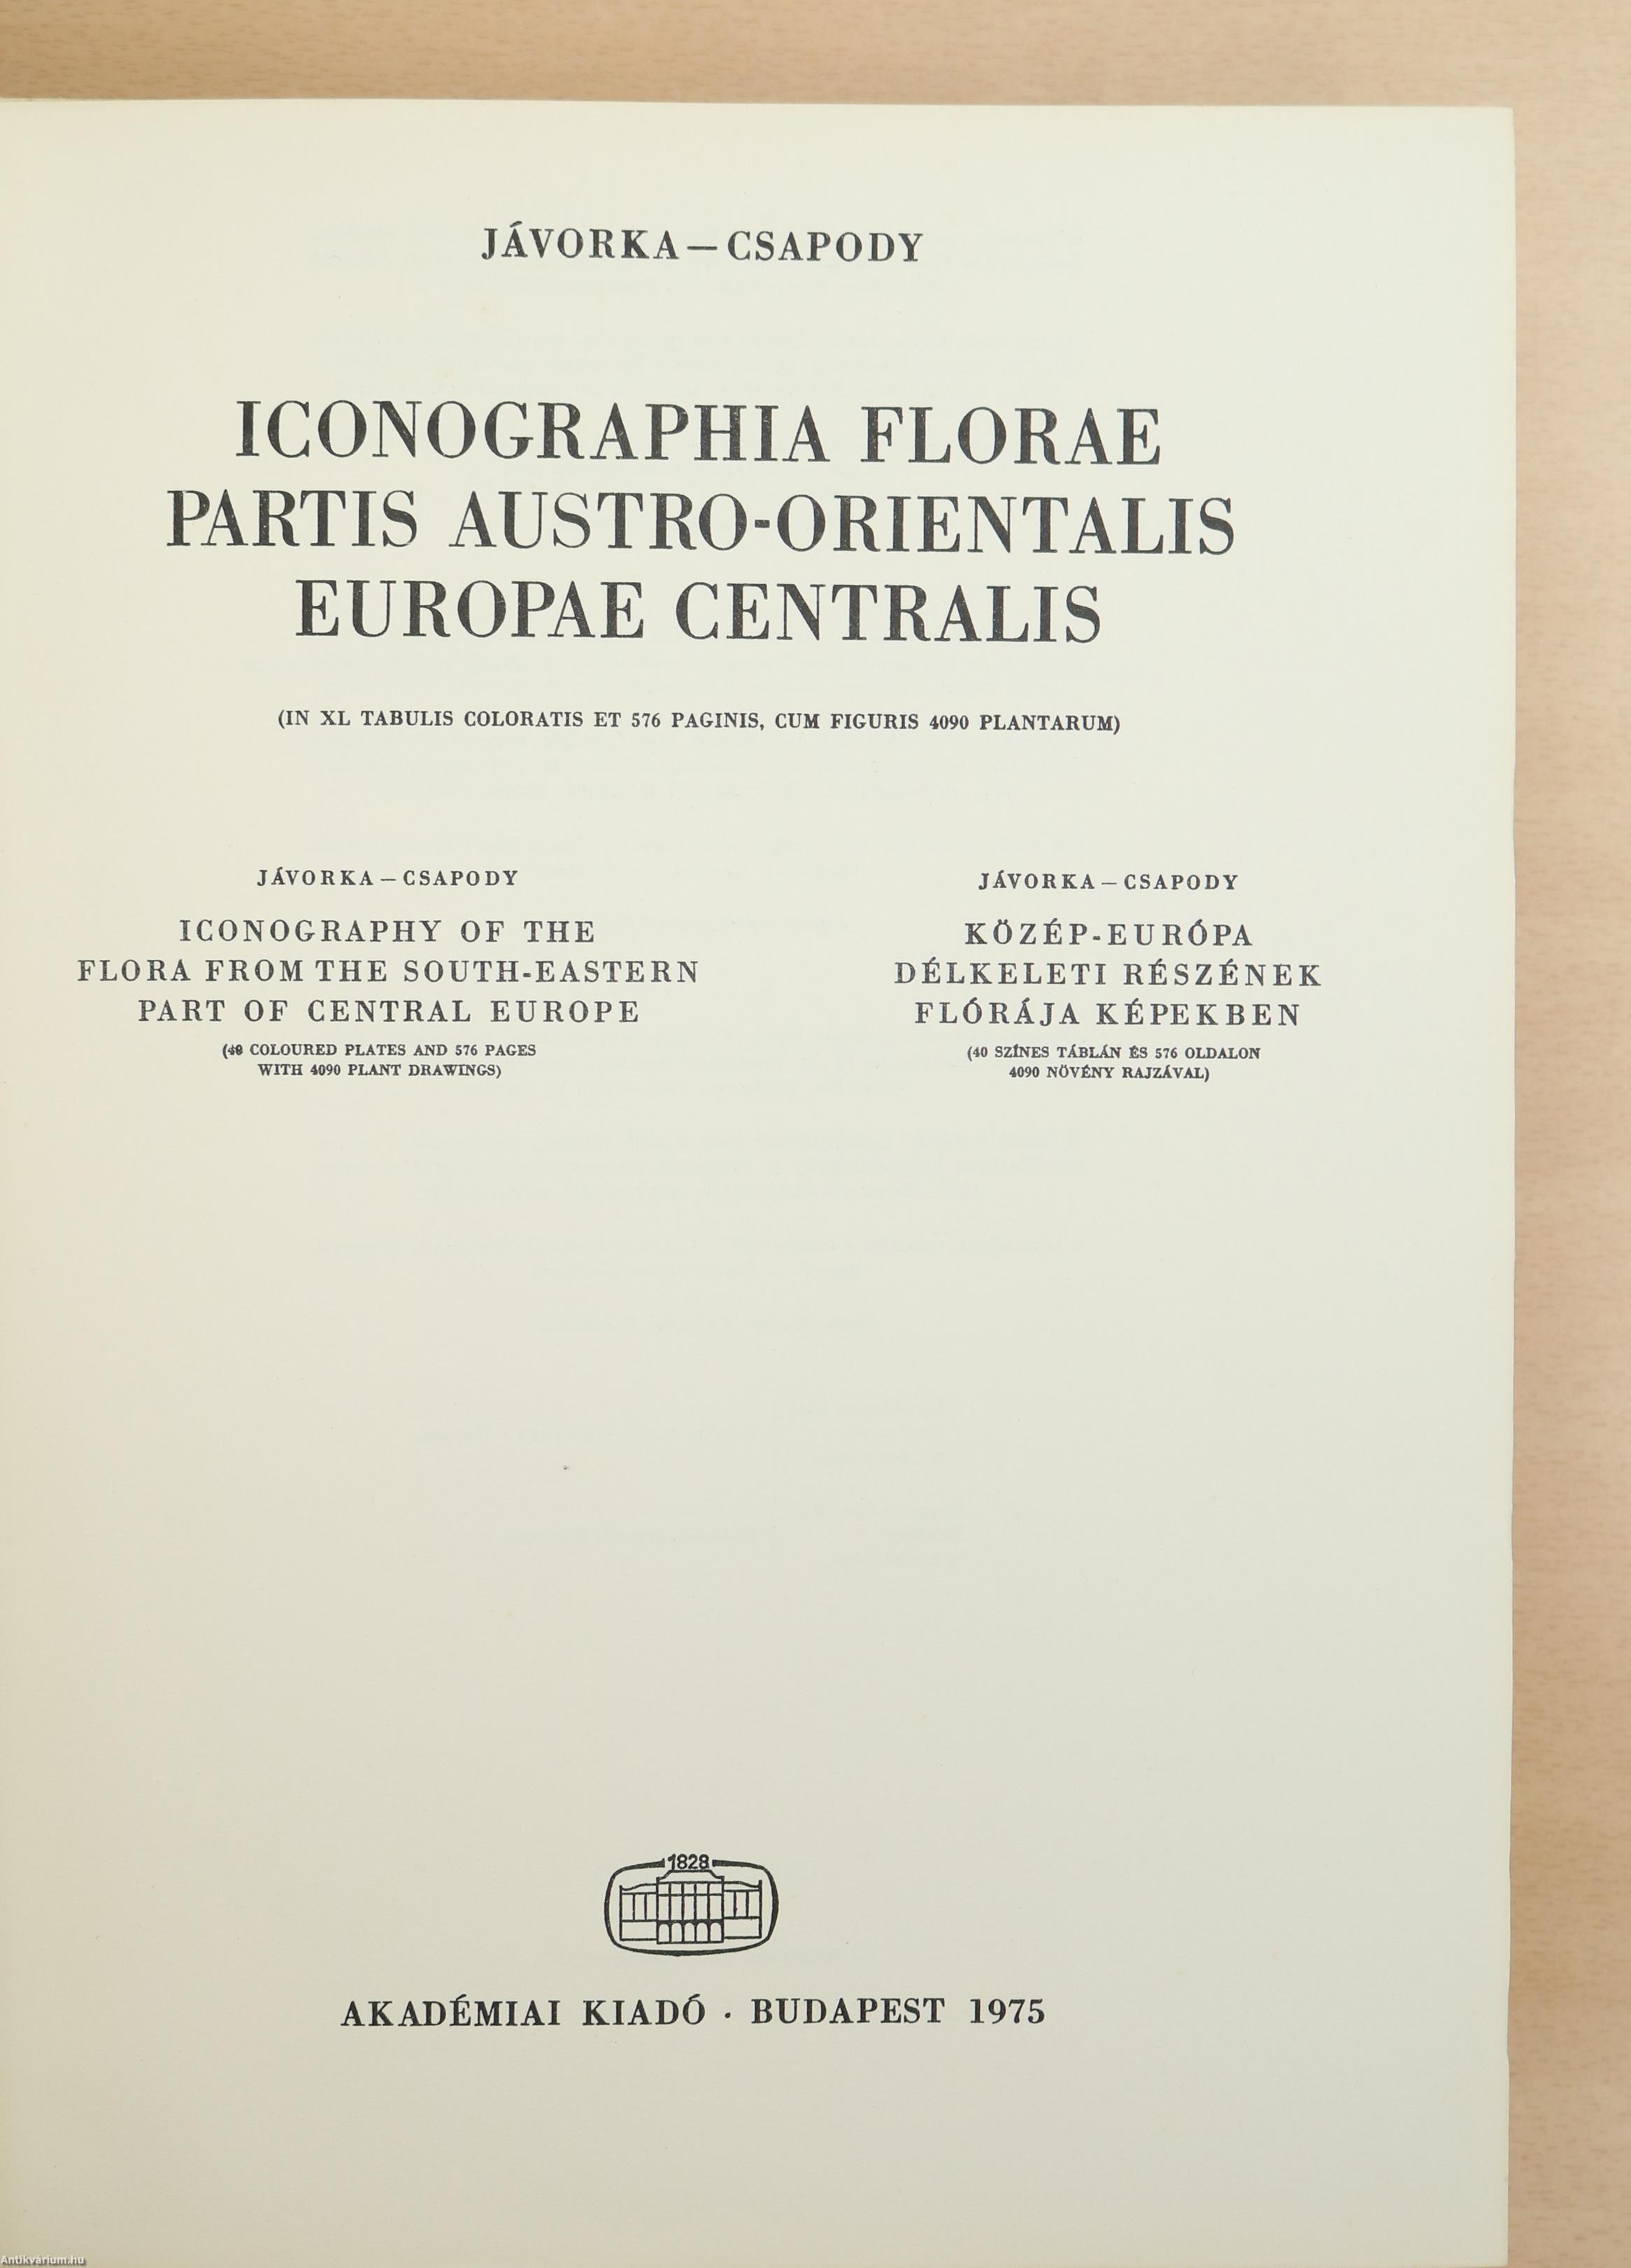 JÁVORKA — CSAPODY
ICONOGRAPHIA FLORAE
PARTIS AUSTRO-ORIENTALIS
EUROPAE CENTRALIS
(IN XL TABULIS COLORATIS ET 576 PAGINIS, CUM FIGURIS 4090 PLANTARUM)
JÁVORKA — CSAPODY
ICONOGRAPHY OF THE
FLORA FROM THE SOUTH-EASTERN
PART OF CENTRAL EUROPE
(40 COLOURED PLATES AND 576 PAGES
WITH 4090 PLANT DRAWINGS)
JÁVORKA — CSAPODY
KÖZÉP-EURÓPA
DÉLKELETI RÉSZÉNEK
FLÓRÁJA KÉPEKBEN
(40 SZÍNES TÁBLÁN ÉS 576 OLDALON
4090 NÖVÉNY RAJZÁVAL)
1828
AKADÉMIAI KIADÓ · BUDAPEST 1975
Antikvárium.hu